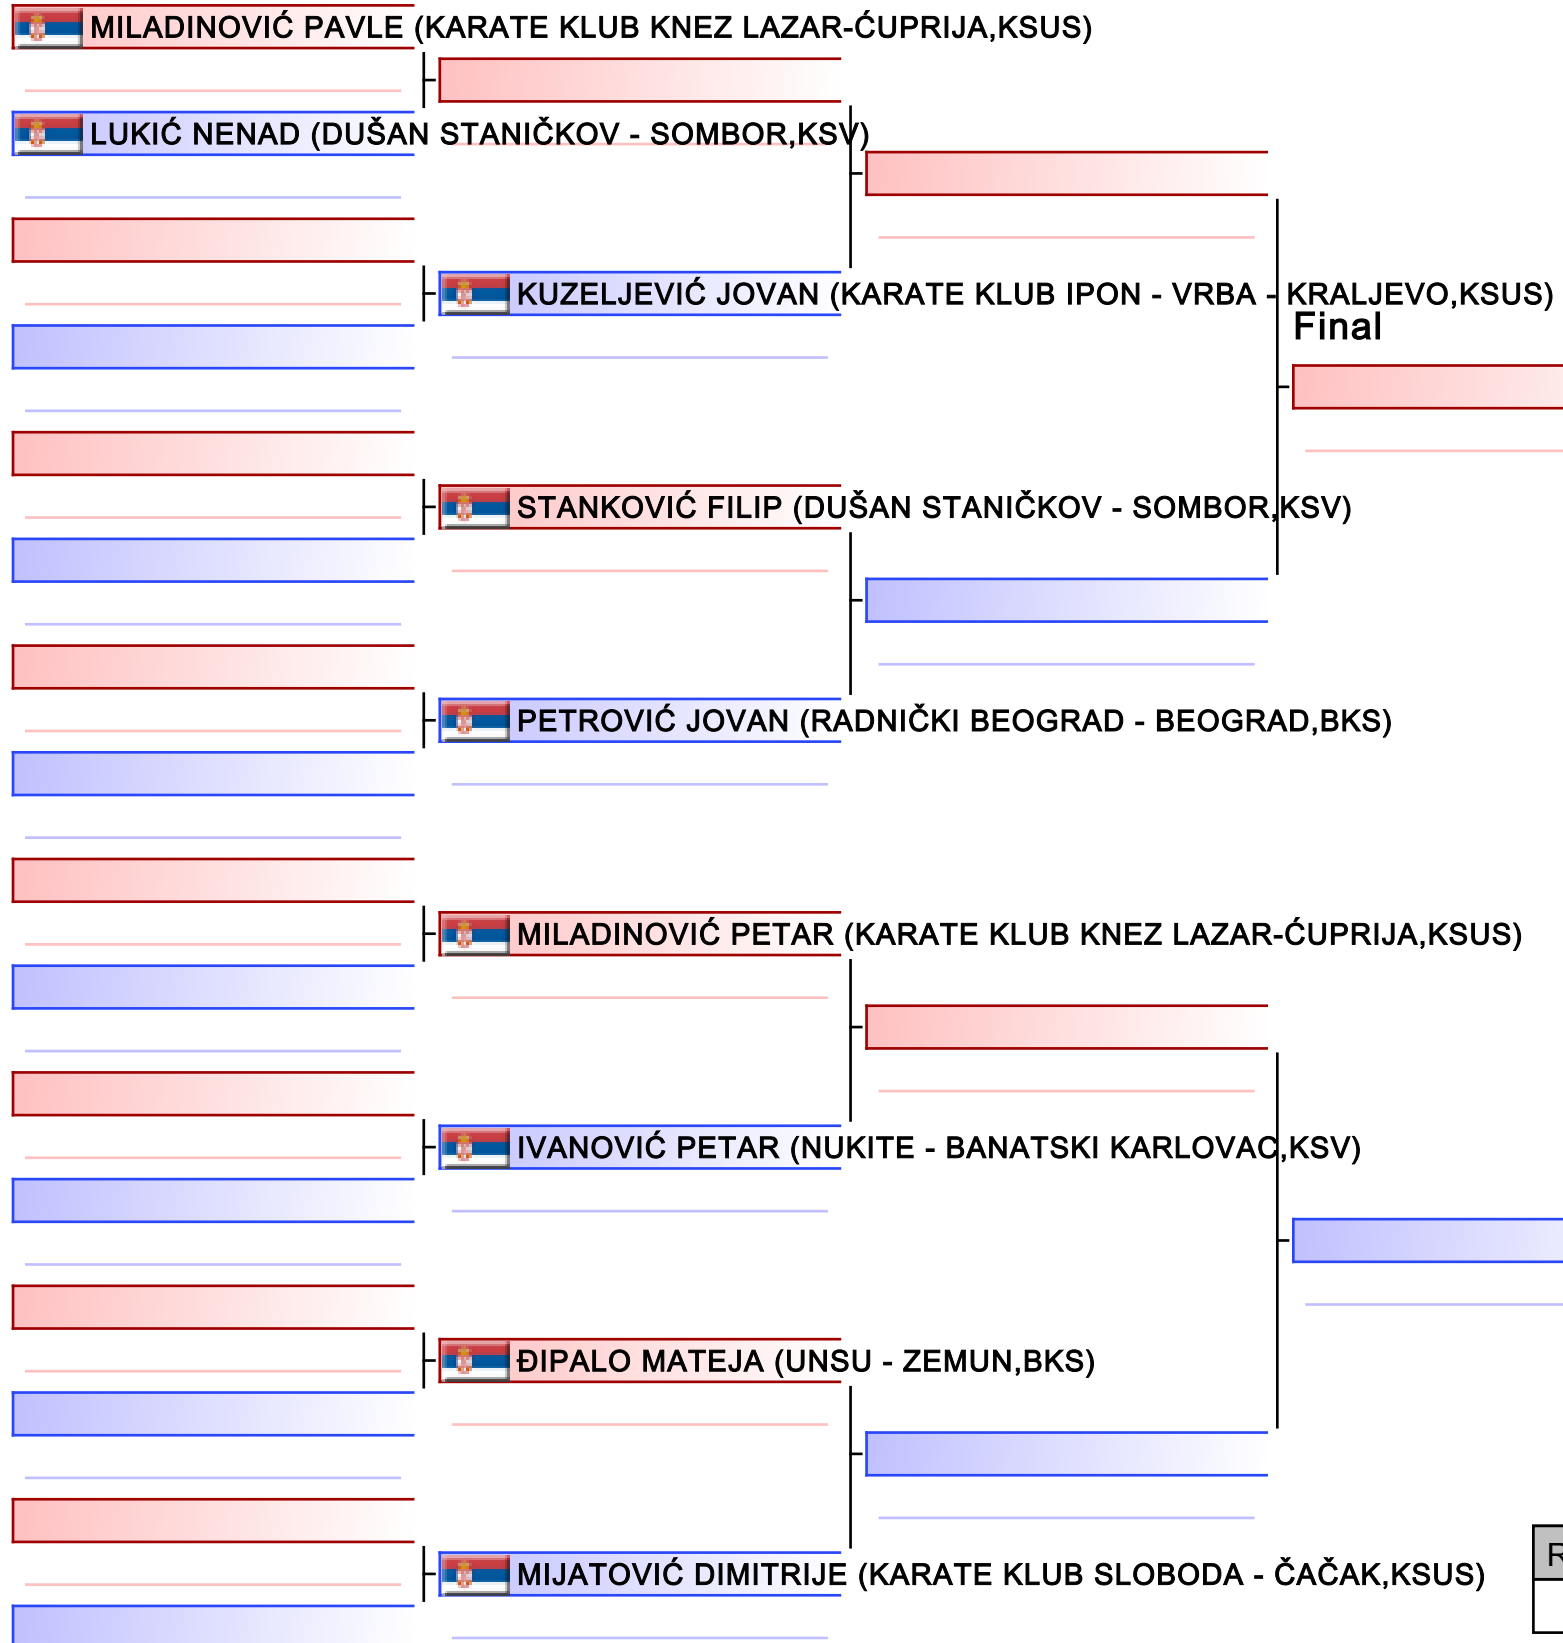 MILADINOVIĆ PAVLE (KARATE KLUB KNEZ LAZAR-ĆUPRIJA,KSUS)
LUKIĆ NENAD (DUŠAN STANIČKOV - SOMBOR,KSV)
KUZELJEVIĆ JOVAN (KARATE KLUB IPON - VRBA - KRALJEVO,KSUS)
Final
STANKOVIĆ FILIP (DUŠAN STANIČKOV - SOMBOR,KSV)
PETROVIĆ JOVAN (RADNIČKI BEOGRAD - BEOGRAD,BKS)
MILADINOVIĆ PETAR (KARATE KLUB KNEZ LAZAR-ĆUPRIJA,KSUS)
IVANOVIĆ PETAR (NUKITE - BANATSKI KARLOVAC,KSV)
ĐIPALO MATEJA (UNSU - ZEMUN,BKS)
MIJATOVIĆ DIMITRIJE (KARATE KLUB SLOBODA - ČAČAK,KSUS)